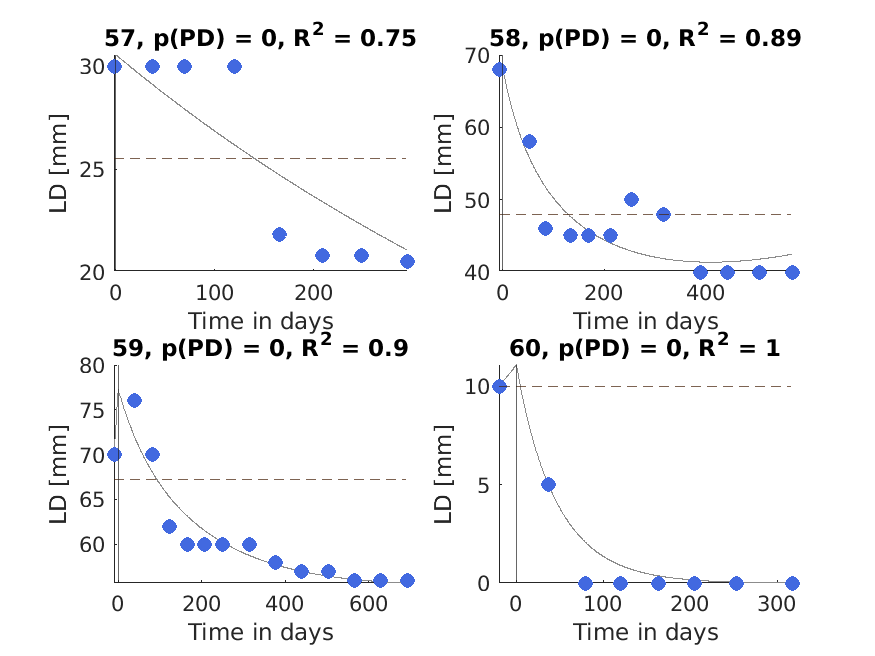 57, p(PD) = 0, R² = 0.75
30
25
20
LD [mm]
0 100 200
Time in days
58, p(PD) = 0, R² = 0.89
70
60
50
40
LD [mm]
0 200 400
Time in days
59, p(PD) = 0, R² = 0.9
80
75
70
65
60
LD [mm]
0 200 400 600
Time in days
60, p(PD) = 0, R² = 1
10
5
0
LD [mm]
0 100 200 300
Time in days